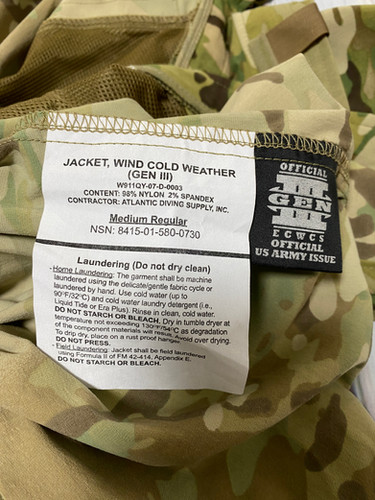 JACKET, WIND COLD WEATHER
(GEN III)
W911QY-07-D-0003
CONTENT: 98% NYLON 2% SPANDEX
CONTRACTOR: ATLANTIC DIVING SUPPLY, INC.
Medium Regular
NSN: 8415-01-580-0730
Laundering (Do not dry clean)
- Home Laundering: The garment shall be machine
laundered using the delicate/gentle fabric cycle or
laundered by hand. Use cold water (up to
90°F/32°C) and cold water laundry detergent (i.e.,
Liquid Tide or Era Plus). Rinse in clean, cold water.
DO NOT STARCH OR BLEACH. Dry in tumble dryer at
temperature not exceeding 130°F/54°C as degradation
of the component materials will result. Avoid over drying.
To drip dry, place on a rust proof hanger.
DO NOT PRESS.
- Field Laundering: Jacket shall be field laundered
using Formula II of FM 42-414, Appendix E.
DO NOT STARCH OR BLEACH.
OFFICIAL
III
GEN
III
ECWCS
OFFICIAL
US ARMY ISSUE